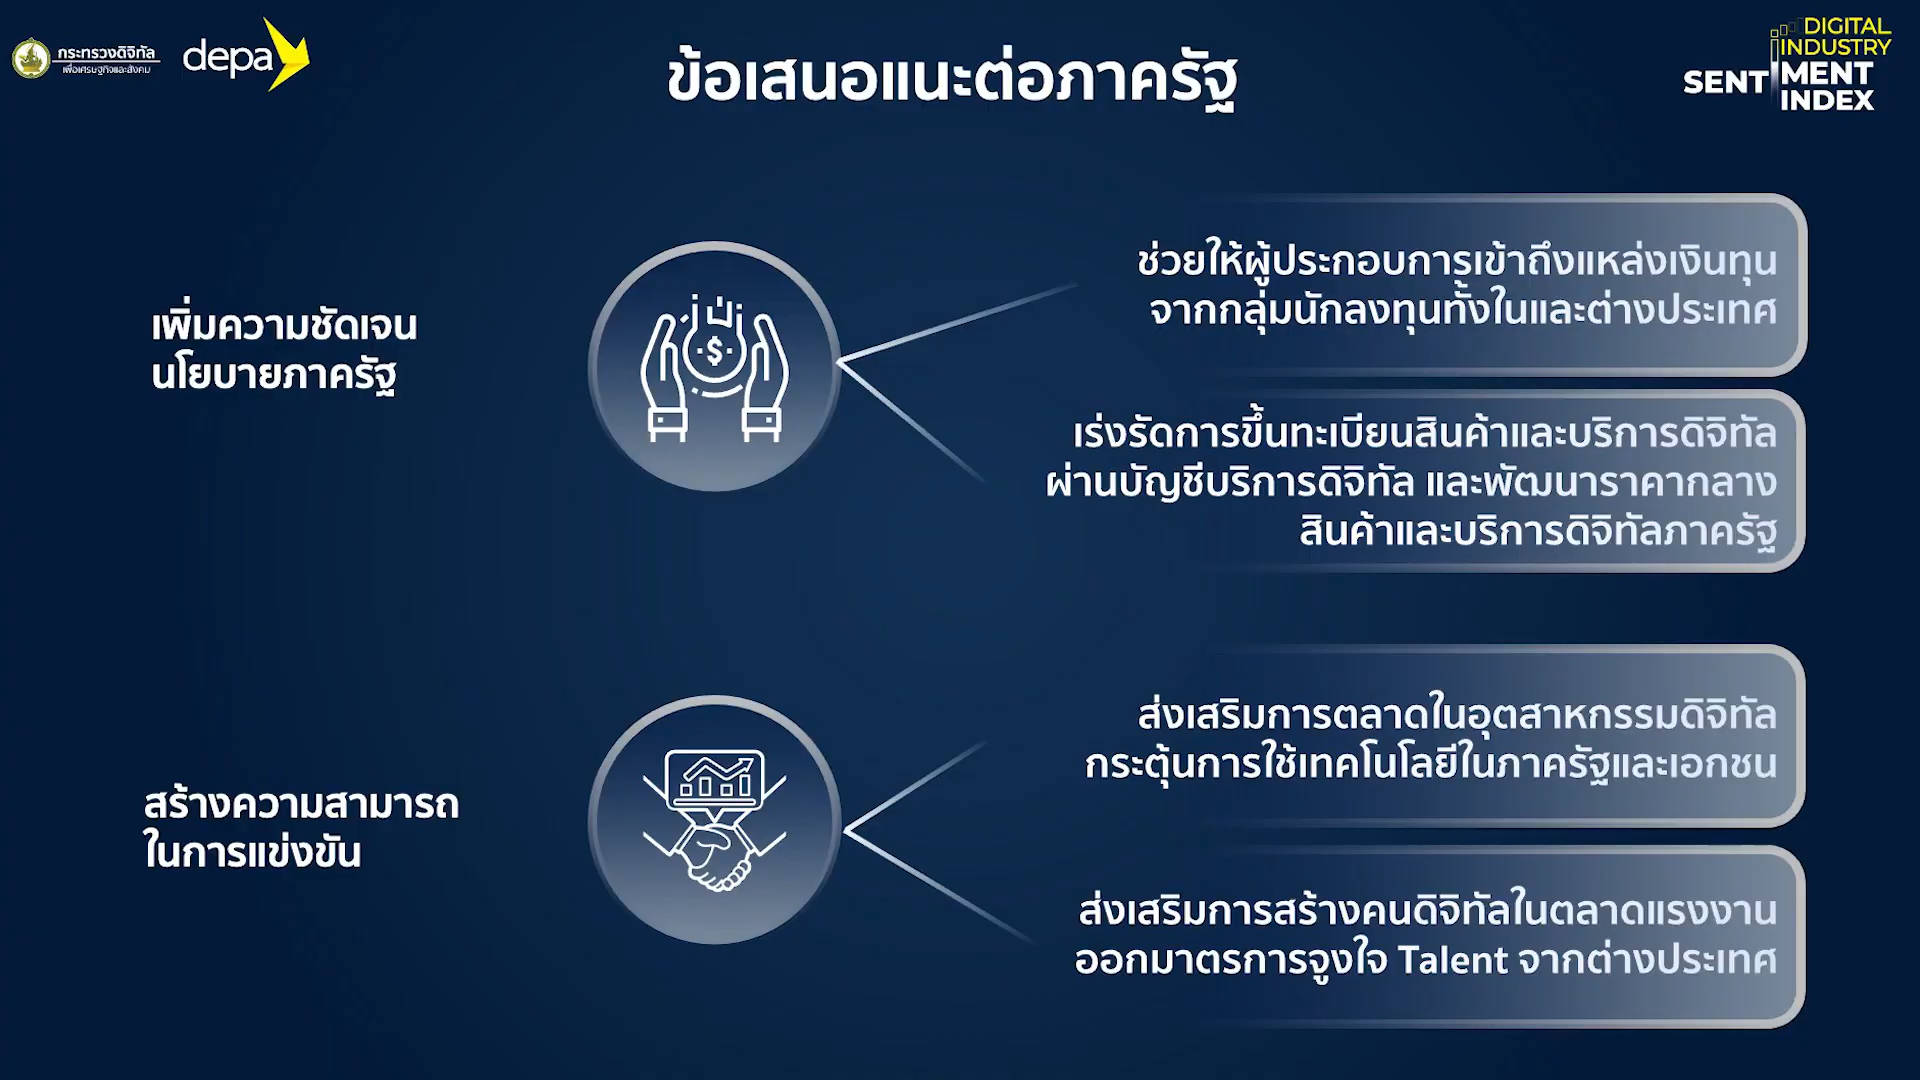 กระทรวงดิจิทัล
เพื่อเศรษฐกิจและสังคม
depa
ข้อเสนอแนะต่อภาครัฐ
DIGITAL
INDUSTRY
SENTIMENT
INDEX
เพิ่มความชัดเจน
นโยบายภาครัฐ
ช่วยให้ผู้ประกอบการเข้าถึงแหล่งเงินทุน
จากกลุ่มนักลงทุนทั้งในและต่างประเทศ
เร่งรัดการขึ้นทะเบียนสินค้าและบริการดิจิทัล
ผ่านบัญชีบริการดิจิทัล และพัฒนาราคากลาง
สินค้าและบริการดิจิทัลภาครัฐ
สร้างความสามารถ
ในการแข่งขัน
ส่งเสริมการตลาดในอุตสาหกรรมดิจิทัล
กระตุ้นการใช้เทคโนโลยีในภาครัฐและเอกชน
ส่งเสริมการสร้างคนดิจิทัลในตลาดแรงงาน
ออกมาตรการจูงใจ Talent จากต่างประเทศ